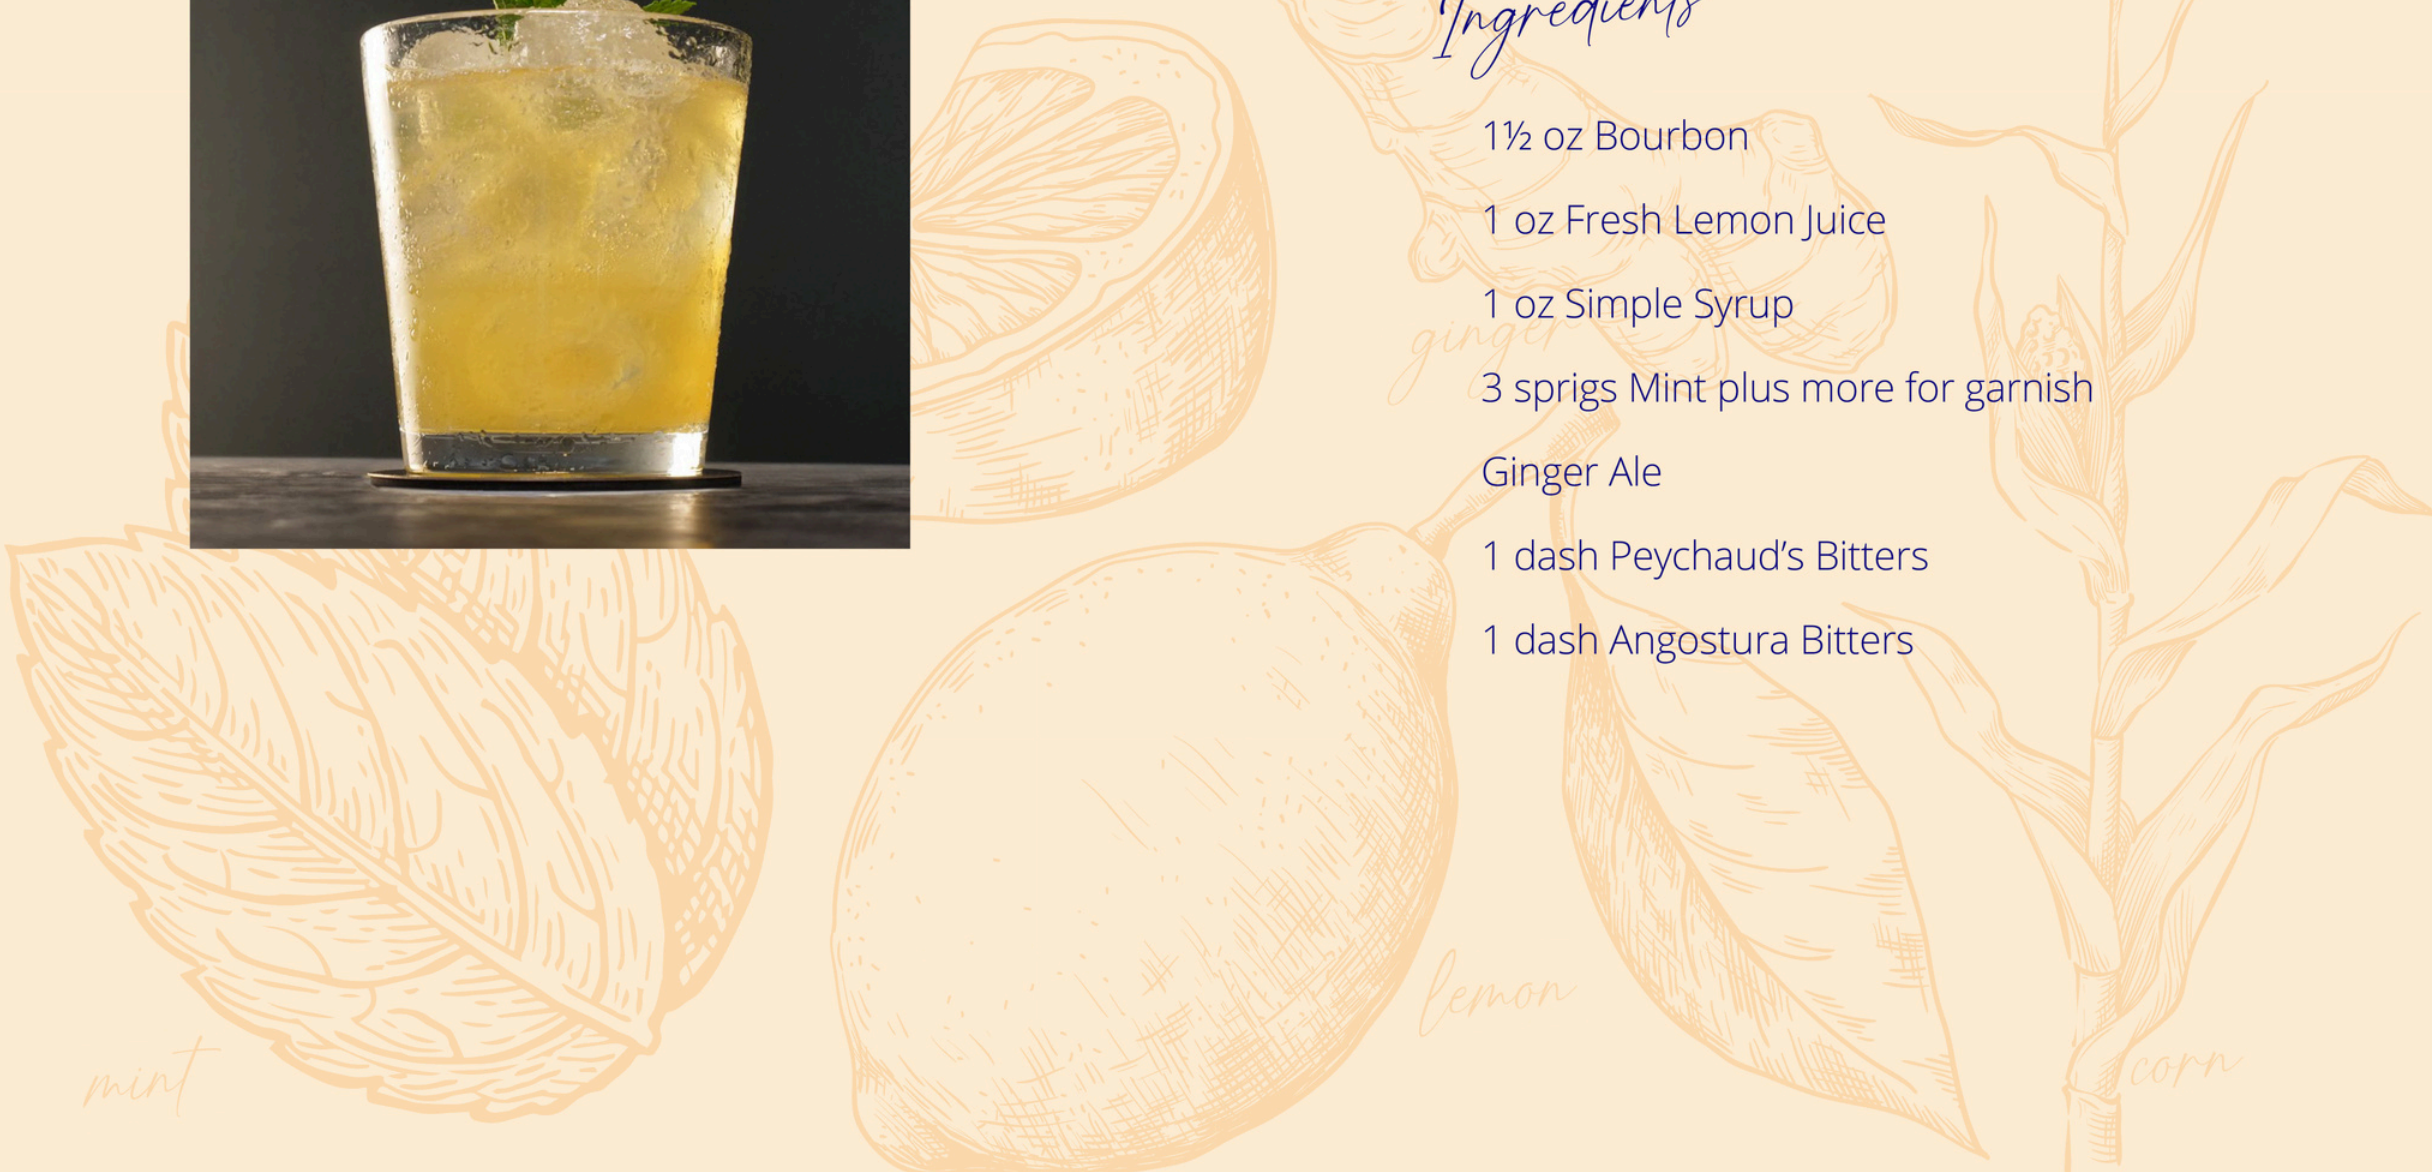 Ingredients
1½ oz Bourbon
1 oz Fresh Lemon Juice
1 oz Simple Syrup
ginger
3 sprigs Mint plus more for garnish
Ginger Ale
1 dash Peychaud’s Bitters
1 dash Angostura Bitters
lemon
mint
corn